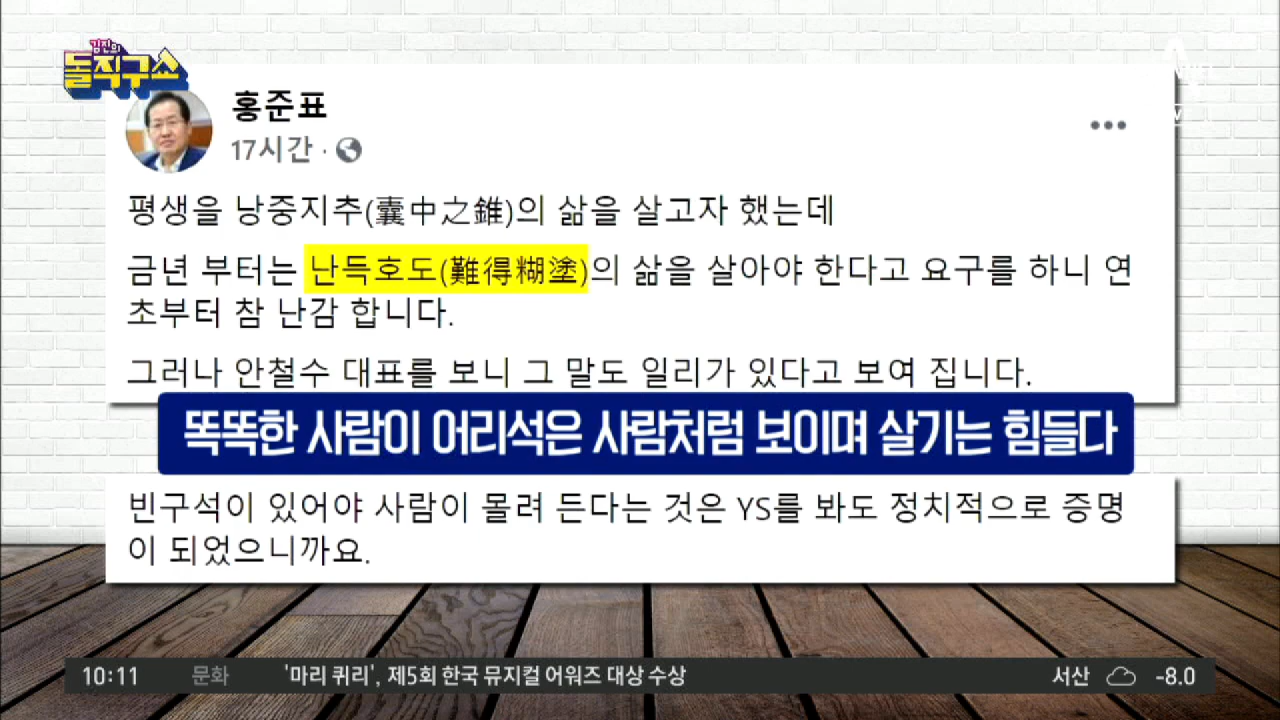 김진의
돌직구쇼
홍준표
17시간 ·
평생을 낭중지추(囊中之錐)의 삶을 살고자 했는데
금년 부터는 난득호도(難得糊塗)의 삶을 살아야 한다고 요구를 하니 연
초부터 참 난감 합니다.
그러나 안철수 대표를 보니 그 말도 일리가 있다고 보여 집니다.
똑똑한 사람이 어리석은 사람처럼 보이며 살기는 힘들다
빈구석이 있어야 사람이 몰려 든다는 것은 YS를 봐도 정치적으로 증명
이 되었으니까요.
10:11 문화 '마리 퀴리', 제5회 한국 뮤지컬 어워즈 대상 수상 서산 -8.0